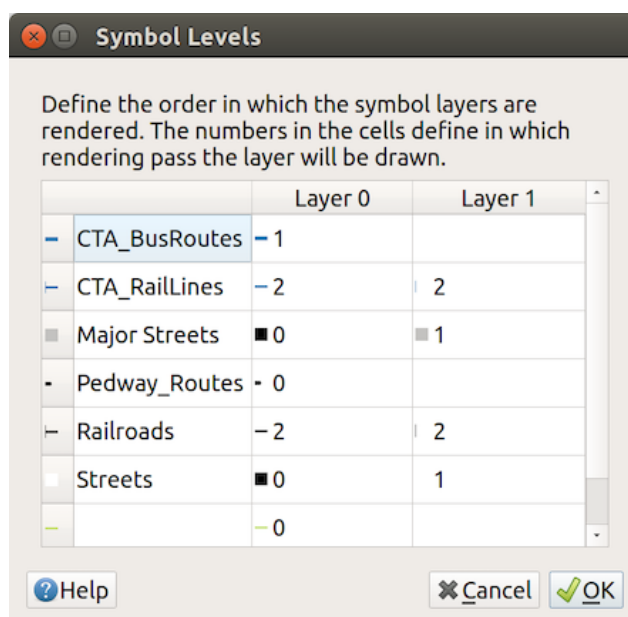 Symbol Levels
Define the order in which the symbol layers are
rendered. The numbers in the cells define in which
rendering pass the layer will be drawn.
Layer 0 Layer 1
CTA_BusRoutes 1
CTA_RailLines 2 2
Major Streets 0 1
Pedway_Routes 0
Railroads 2 2
Streets 0 1
0
Help Cancel OK